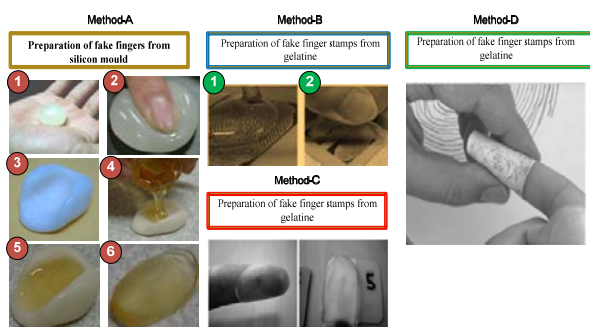 Method-A
Preparation of fake fingers from
silicon mould
1
2
3
4
5
6
Method-B
Preparation of fake finger stamps from
gelatine
1
2
Method-C
Preparation of fake finger stamps from
gelatine
5
Method-D
Preparation of fake finger stamps from
gelatine